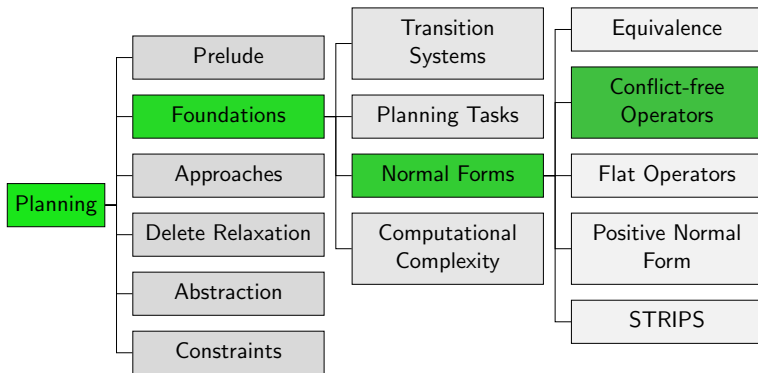 Planning
Prelude
Foundations
Approaches
Delete Relaxation
Abstraction
Constraints
Transition
Systems
Planning Tasks
Normal Forms
Computational
Complexity
Equivalence
Conflict-free
Operators
Flat Operators
Positive Normal
Form
STRIPS